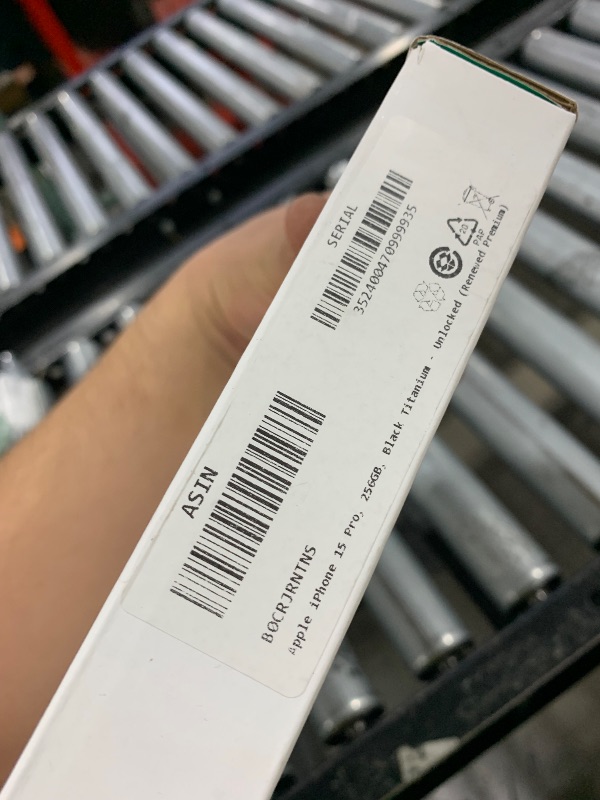 SERIAL
352400470999935
20
PAP
ASIN
B0CRJRNTNS
Apple iPhone 15 Pro, 256GB, Black Titanium - Unlocked (Renewed Premium)